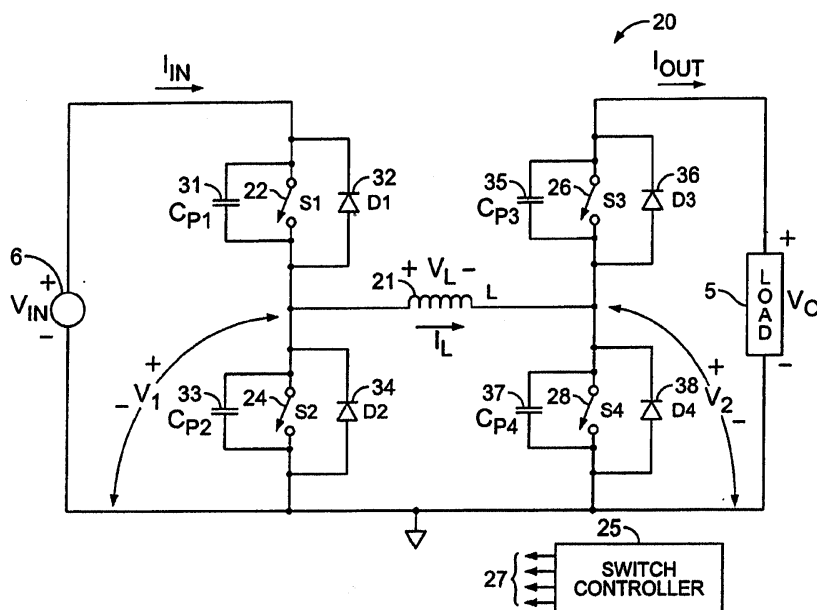 20
I_IN
I_OUT
31
22
32
S1
D1
C_P1
35
26
36
S3
D3
C_P3
6
+
V_IN
-
21
+ V_L -
L
I_L
5
LOAD
+
V_O
-
+
V_1
-
33
24
34
S2
D2
C_P2
37
28
38
S4
D4
C_P4
+
V_2
-
25
27
SWITCH
CONTROLLER